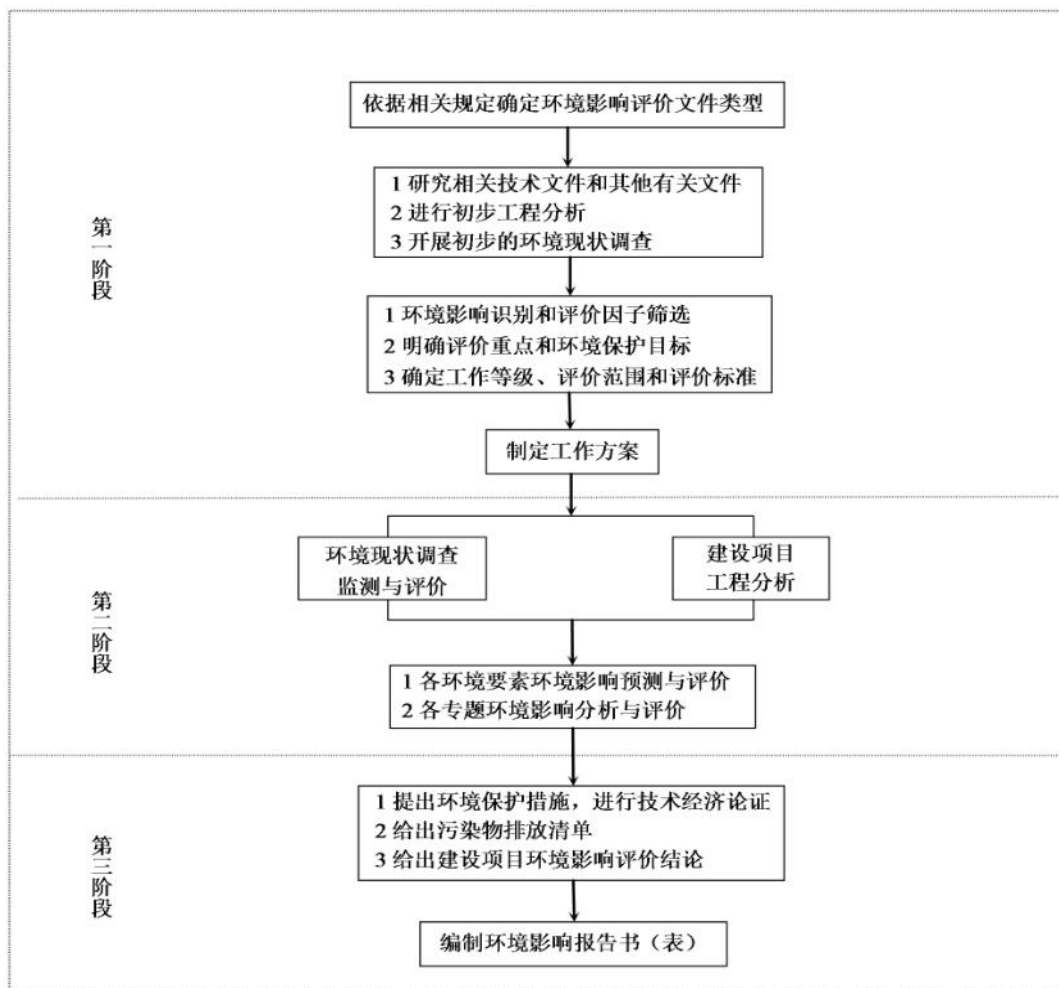 依据相关规定确定环境影响评价文件类型
1 研究相关技术文件和其他有关文件
2 进行初步工程分析
3 开展初步的环境现状调查
第一阶段
1 环境影响识别和评价因子筛选
2 明确评价重点和环境保护目标
3 确定工作等级、评价范围和评价标准
制定工作方案
环境现状调查
监测与评价
建设项目
工程分析
第二阶段
1 各环境要素环境影响预测与评价
2 各专题环境影响分析与评价
1 提出环境保护措施，进行技术经济论证
2 给出污染物排放清单
3 给出建设项目环境影响评价结论
第三阶段
编制环境影响报告书（表）